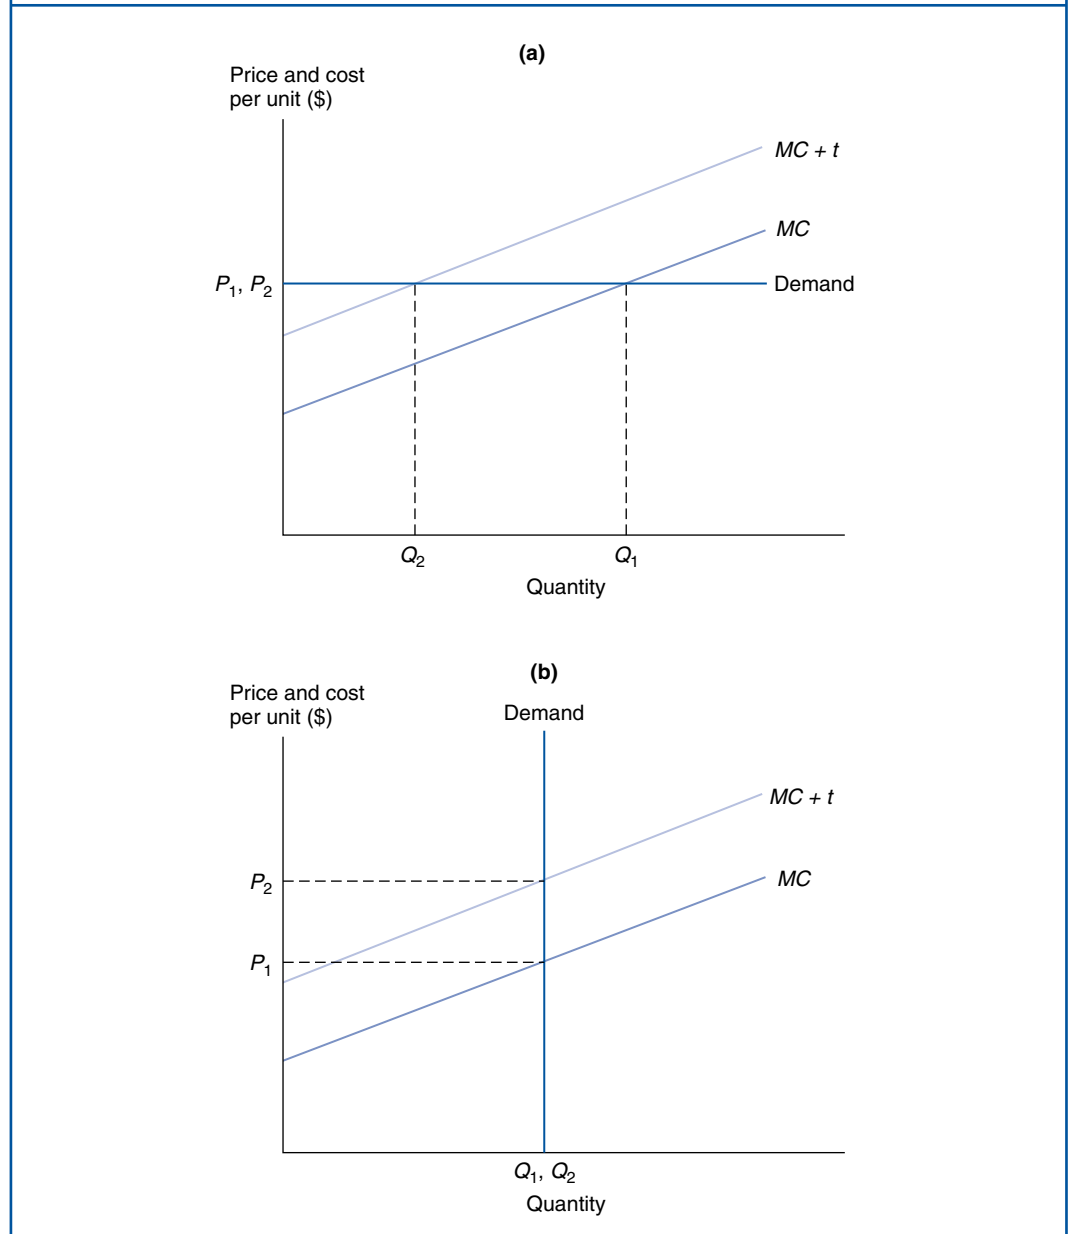 (a)
Price and cost
per unit ($)
MC + t
MC
P1, P2
Demand
Q2
Q1
Quantity
(b)
Price and cost
per unit ($)
Demand
MC + t
P2
MC
P1
Q1, Q2
Quantity